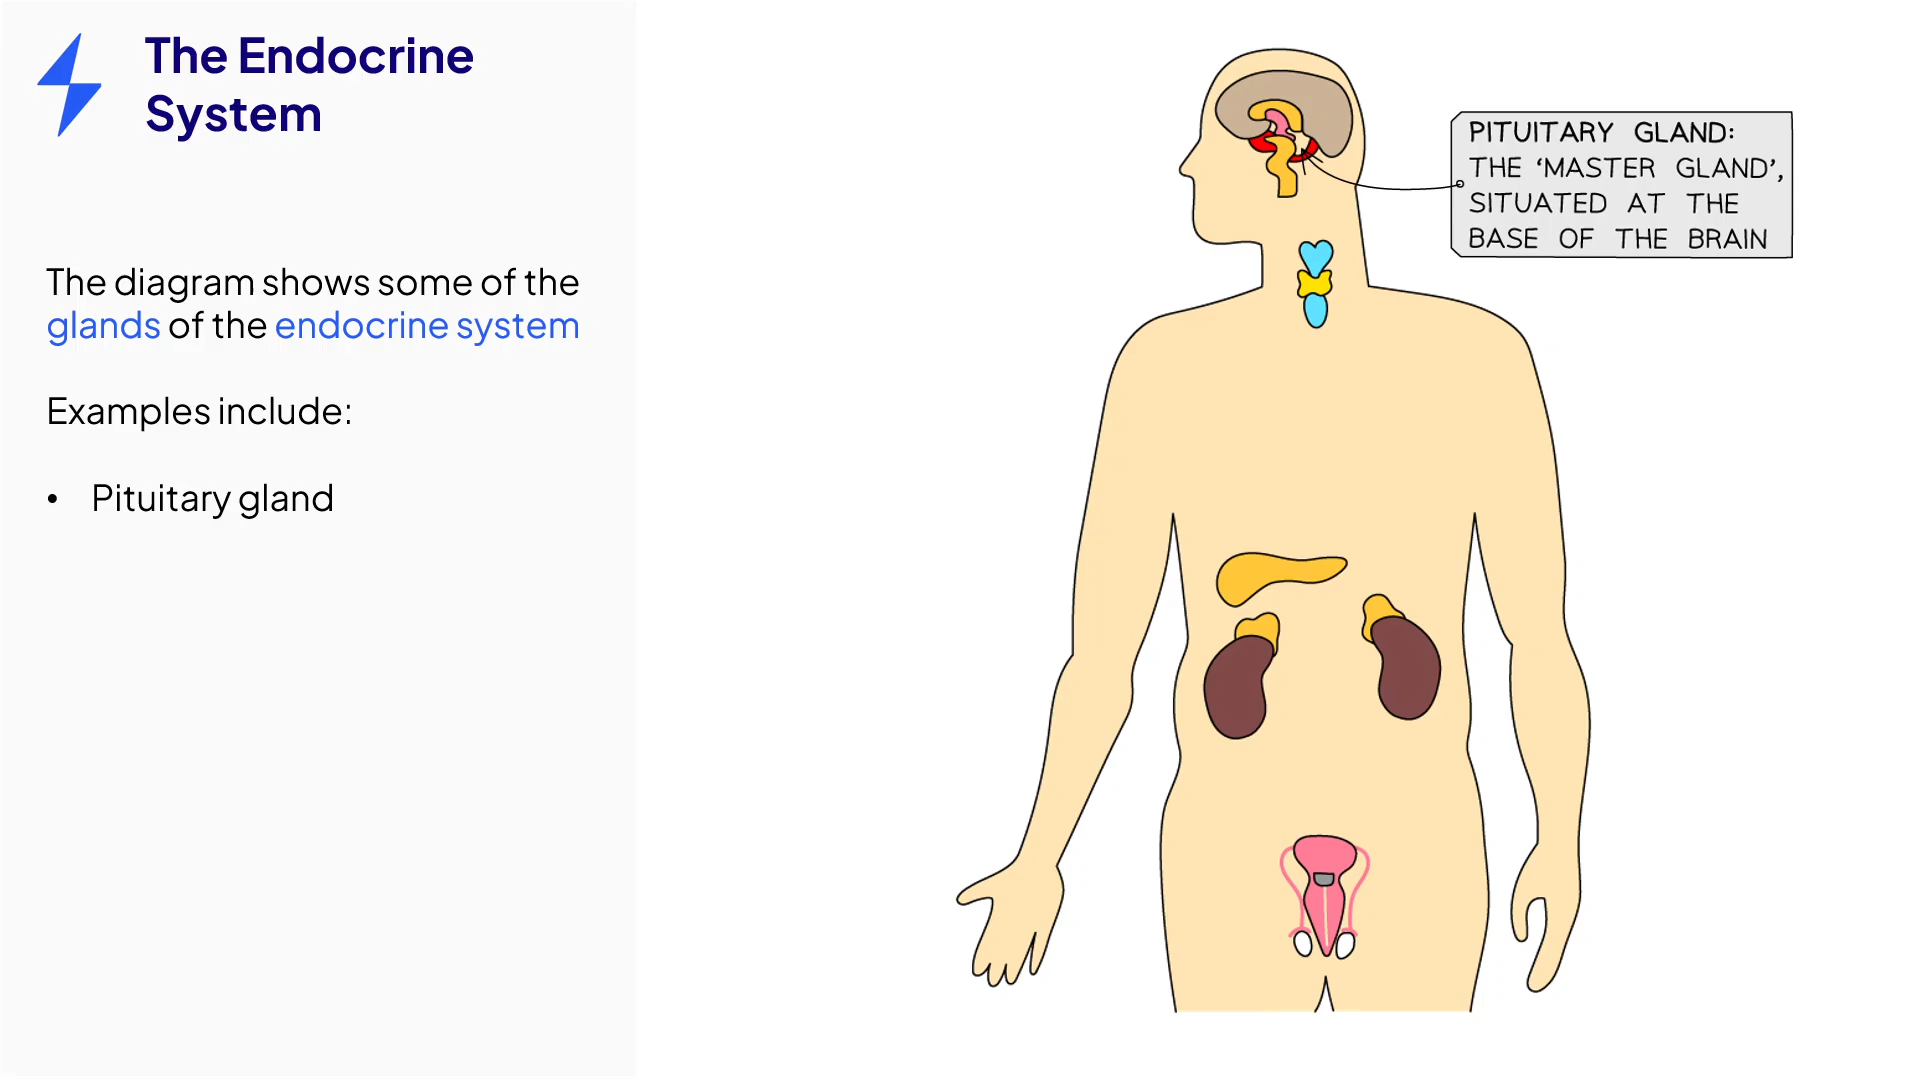 The Endocrine
System
The diagram shows some of the
glands of the endocrine system
Examples include:
• Pituitary gland
PITUITARY GLAND:
THE ‘MASTER GLAND’,
SITUATED AT THE
BASE OF THE BRAIN